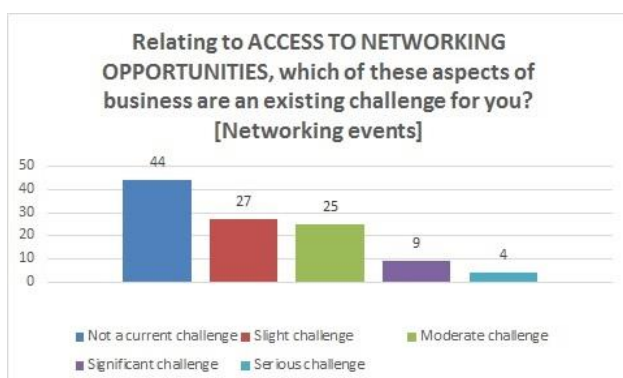 Relating to ACCESS TO NETWORKING
OPPORTUNITIES, which of these aspects of
business are an existing challenge for you?
[Networking events]
50
40
30
20
10
0
44
27
25
9
4
Not a current challenge
Slight challenge
Moderate challenge
Significant challenge
Serious challenge